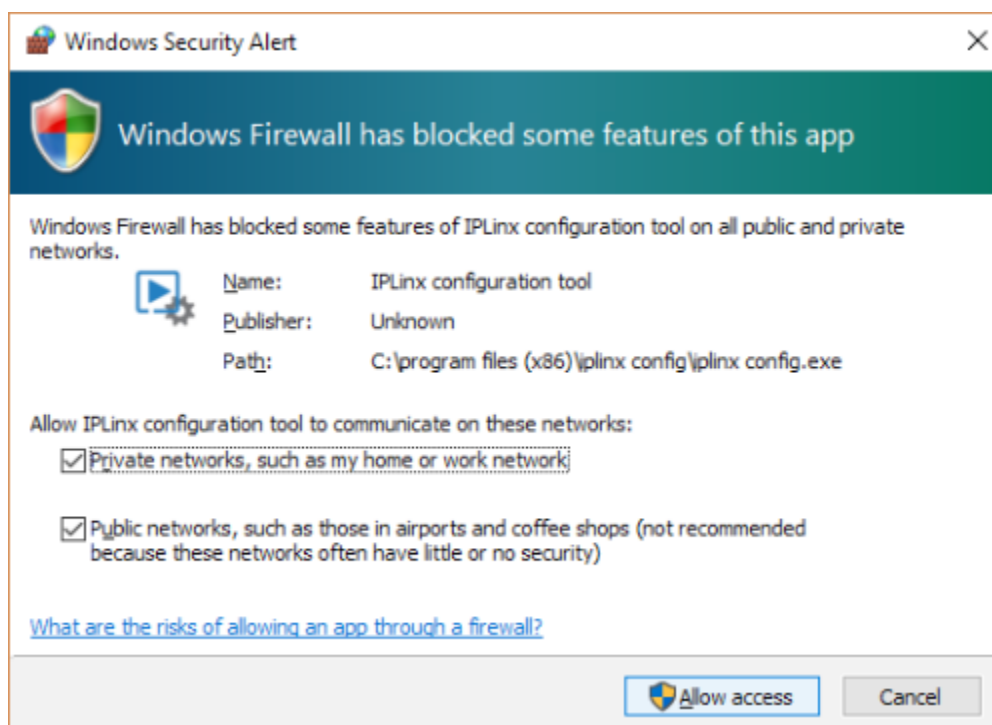 Windows Security Alert
Windows Firewall has blocked some features of this app
Windows Firewall has blocked some features of IPLinx configuration tool on all public and private
networks.
Name: IPLinx configuration tool
Publisher: Unknown
Path: C:\program files (x86)\iplinx config\iplinx config.exe
Allow IPLinx configuration tool to communicate on these networks:
Private networks, such as my home or work network
Public networks, such as those in airports and coffee shops (not recommended
because these networks often have little or no security)
What are the risks of allowing an app through a firewall?
Allow access Cancel